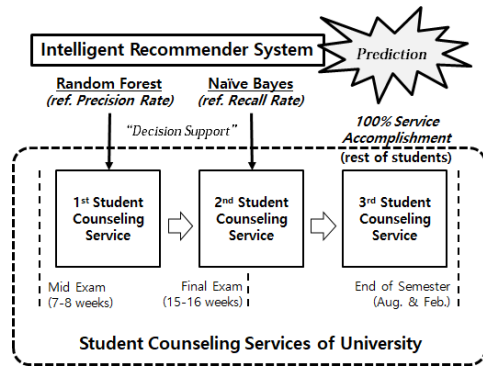 Intelligent Recommender System
Prediction
Random Forest
(ref. Precision Rate)
Naïve Bayes
(ref. Recall Rate)
"Decision Support"
100% Service
Accomplishment
(rest of students)
1st Student
Counseling
Service
2nd Student
Counseling
Service
3rd Student
Counseling
Service
Mid Exam
(7-8 weeks)
Final Exam
(15-16 weeks)
End of Semester
(Aug. & Feb.)
Student Counseling Services of University